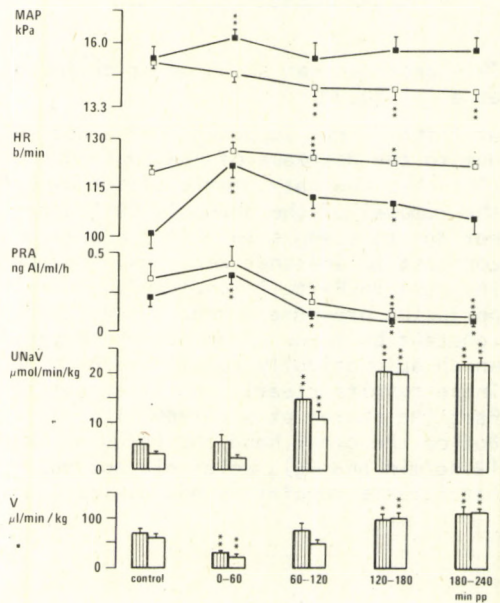 MAP
kPa
16.0
13.3
HR
b/min
130
115
100
PRA
ng AI/ml/h
0.5
0
UNaV
μmol/min/kg
20
10
0
V
μl/min / kg
100
0
control
0–60
60–120
120–180
180–240
min pp